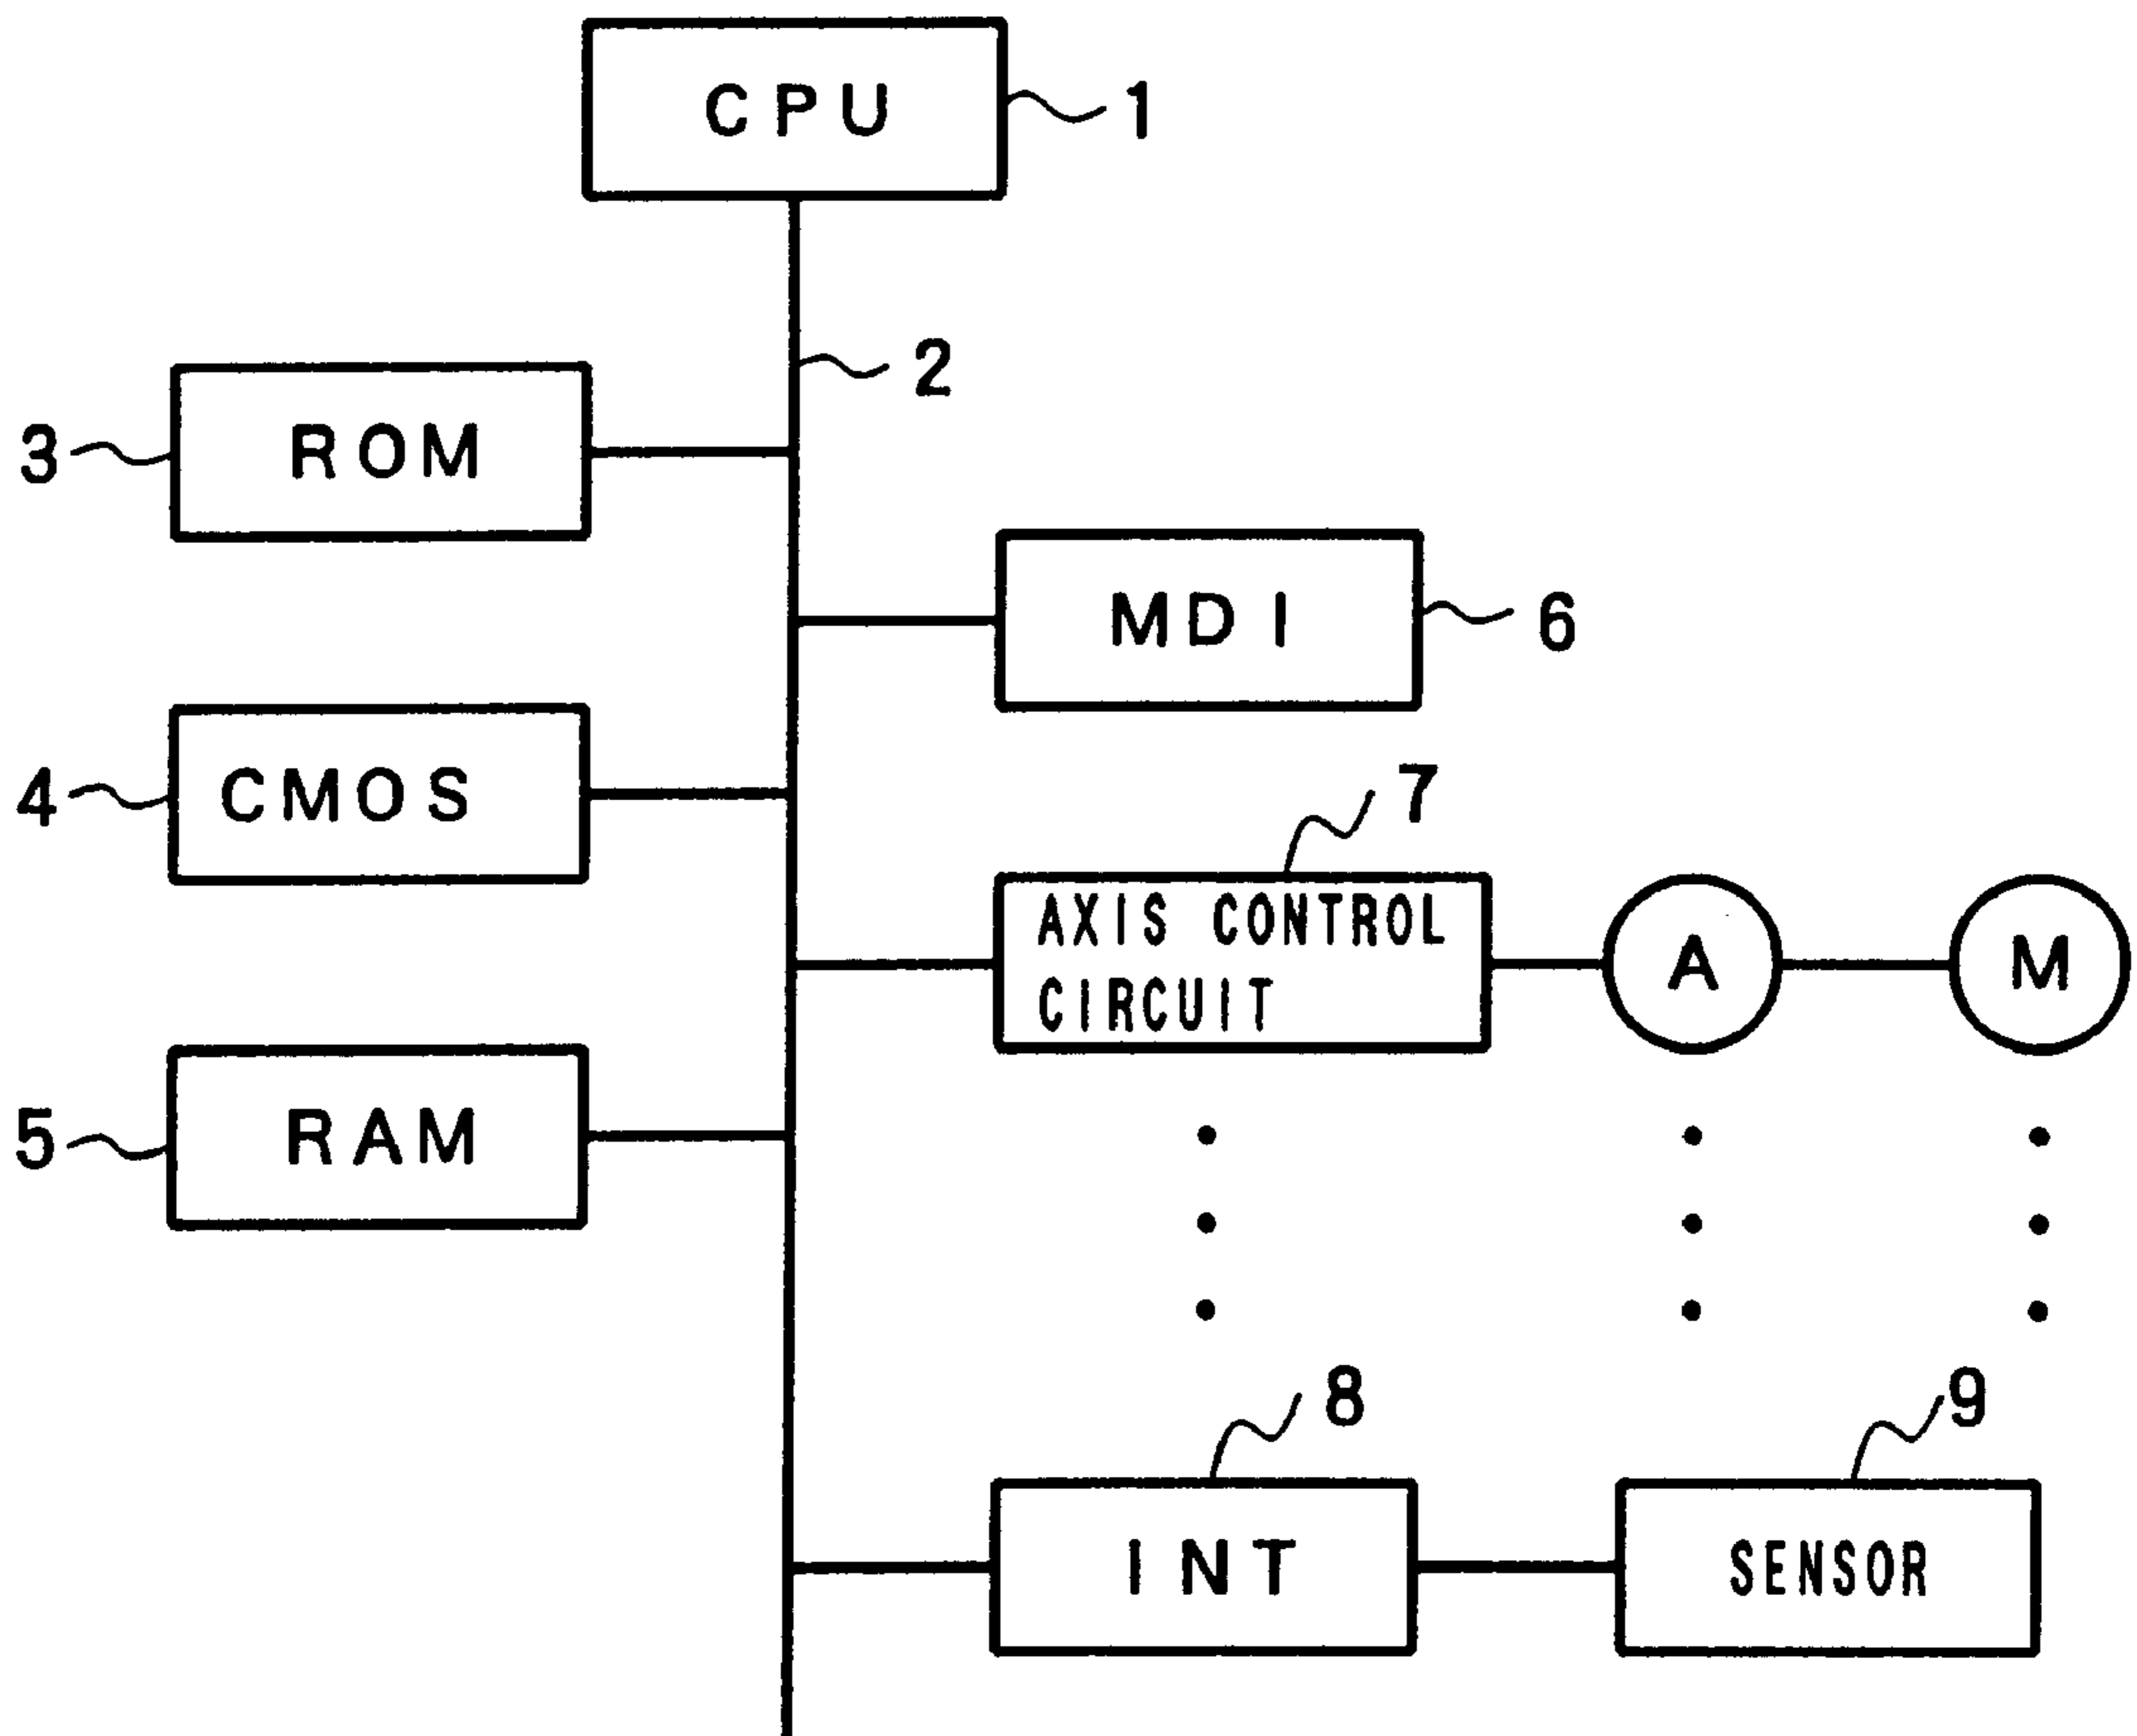 CPU
1
2
3
ROM
MDI
6
4
CMOS
7
AXIS CONTROL
CIRCUIT
A
M
5
RAM
8
9
INT
SENSOR